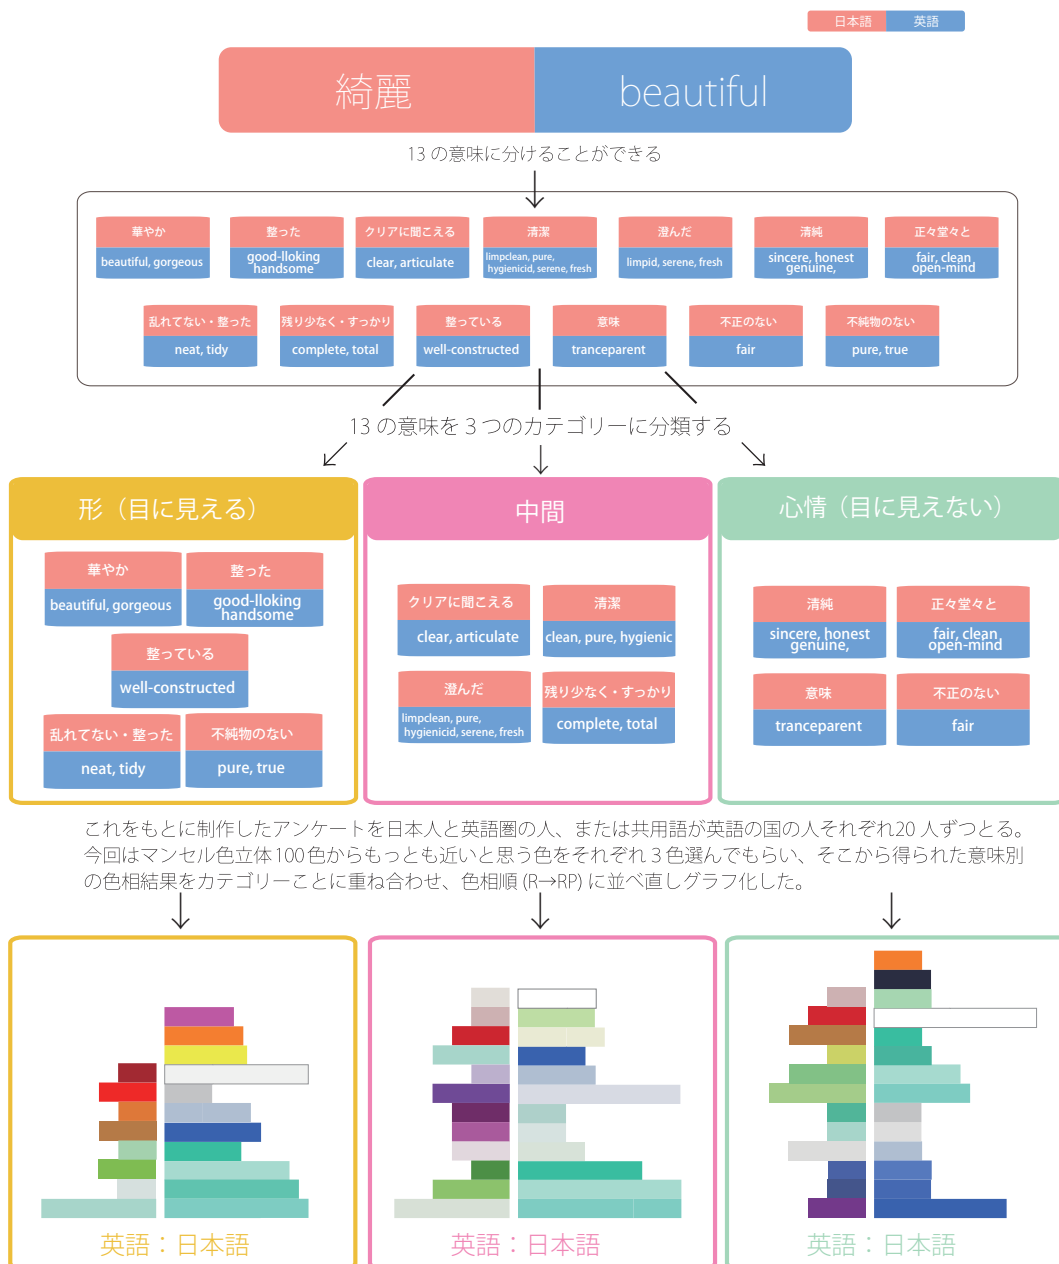 日本語 英語
綺麗 beautiful
13 の意味に分けることができる
華やか
beautiful, gorgeous
整った
good-lloking
handsome
クリアに聞こえる
clear, articulate
清潔
limpclean, pure,
hygienicid, serene, fresh
澄んだ
limpid, serene, fresh
清純
sincere, honest
genuine,
正々堂々と
fair, clean
open-mind
乱れてない・整った
neat, tidy
残り少なく・すっかり
complete, total
整っている
well-constructed
意味
tranceparent
不正のない
fair
不純物のない
pure, true
13 の意味を 3 つのカテゴリーに分類する
形（目に見える）
華やか
beautiful, gorgeous
整った
good-lloking
handsome
整っている
well-constructed
乱れてない・整った
neat, tidy
不純物のない
pure, true
中間
クリアに聞こえる
clear, articulate
清潔
clean, pure, hygienic
澄んだ
limpclean, pure,
hygienicid, serene, fresh
残り少なく・すっかり
complete, total
心情（目に見えない）
清純
sincere, honest
genuine,
正々堂々と
fair, clean
open-mind
意味
tranceparent
不正のない
fair
これをもとに制作したアンケートを日本人と英語圏の人、または共用語が英語の国の人それぞれ20 人ずつとる。
今回はマンセル色立体 100 色からもっとも近いと思う色をそれぞれ 3 色選んでもらい、そこから得られた意味別
の色相結果をカテゴリーことに重ね合わせ、色相順 (R→RP) に並べ直しグラフ化した。
英語：日本語
英語：日本語
英語：日本語